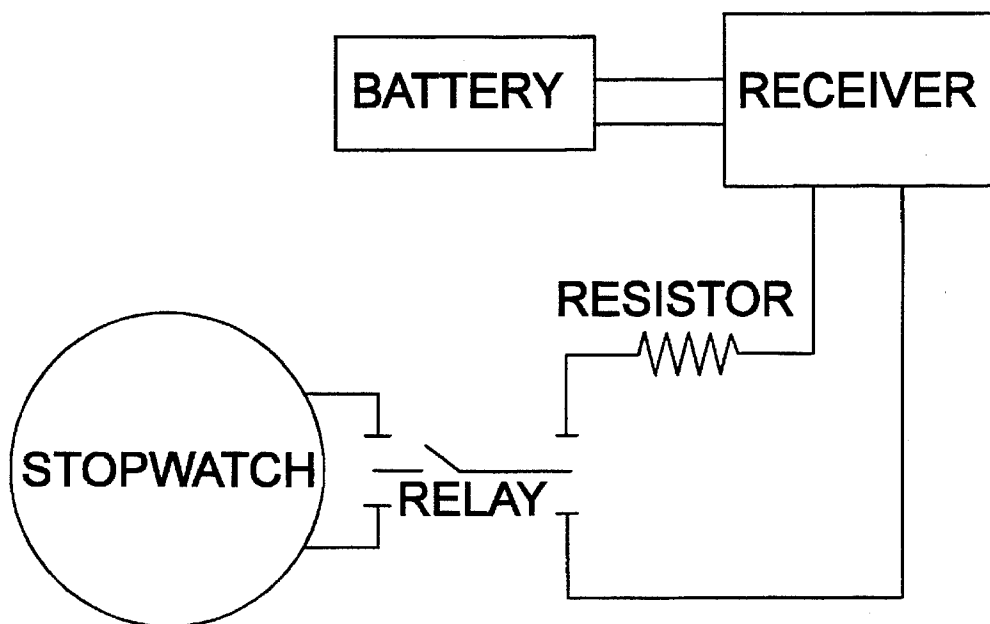 BATTERY
RECEIVER
RESISTOR
STOPWATCH
RELAY